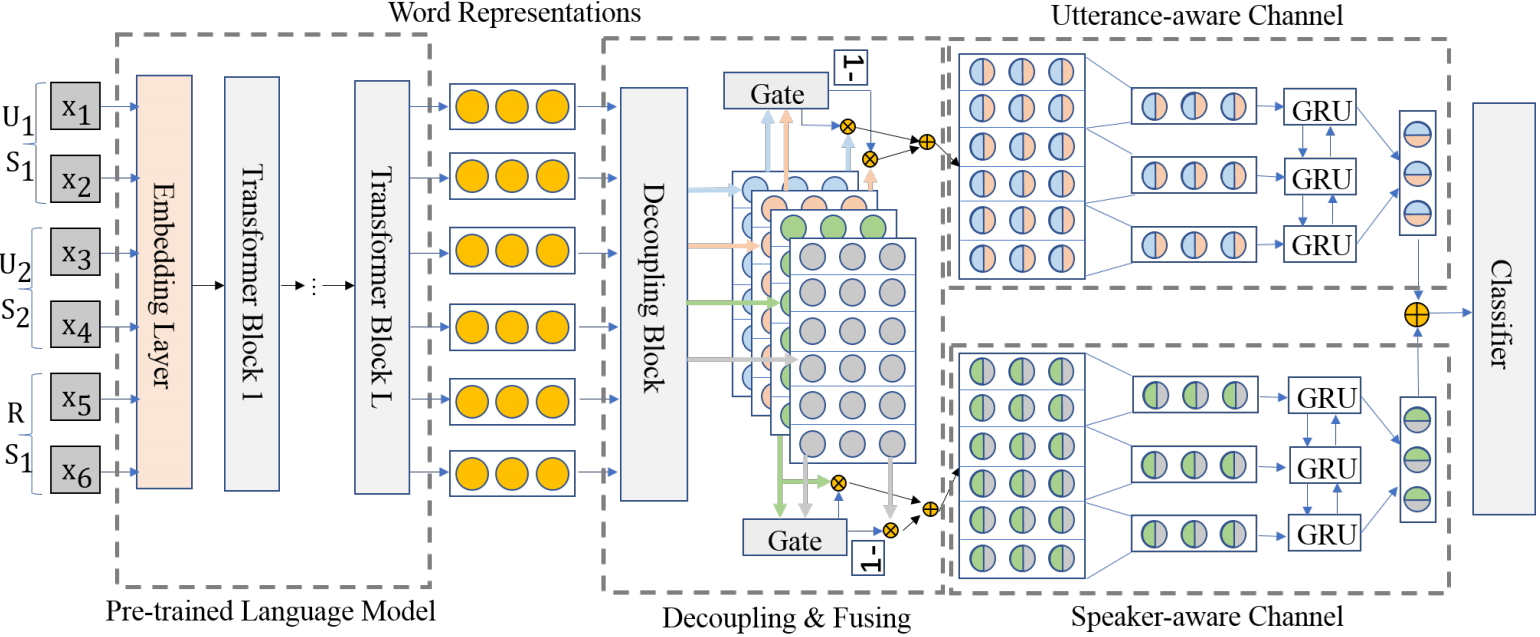 Word Representations
Utterance-aware Channel
U1
S1
U2
S2
R
S1
x1
x2
x3
x4
x5
x6
Embedding Layer
Transformer Block 1
...
Transformer Block L
Decoupling Block
Gate
1-
Gate
1-
GRU
GRU
GRU
GRU
GRU
GRU
Classifier
Pre-trained Language Model
Decoupling & Fusing
Speaker-aware Channel